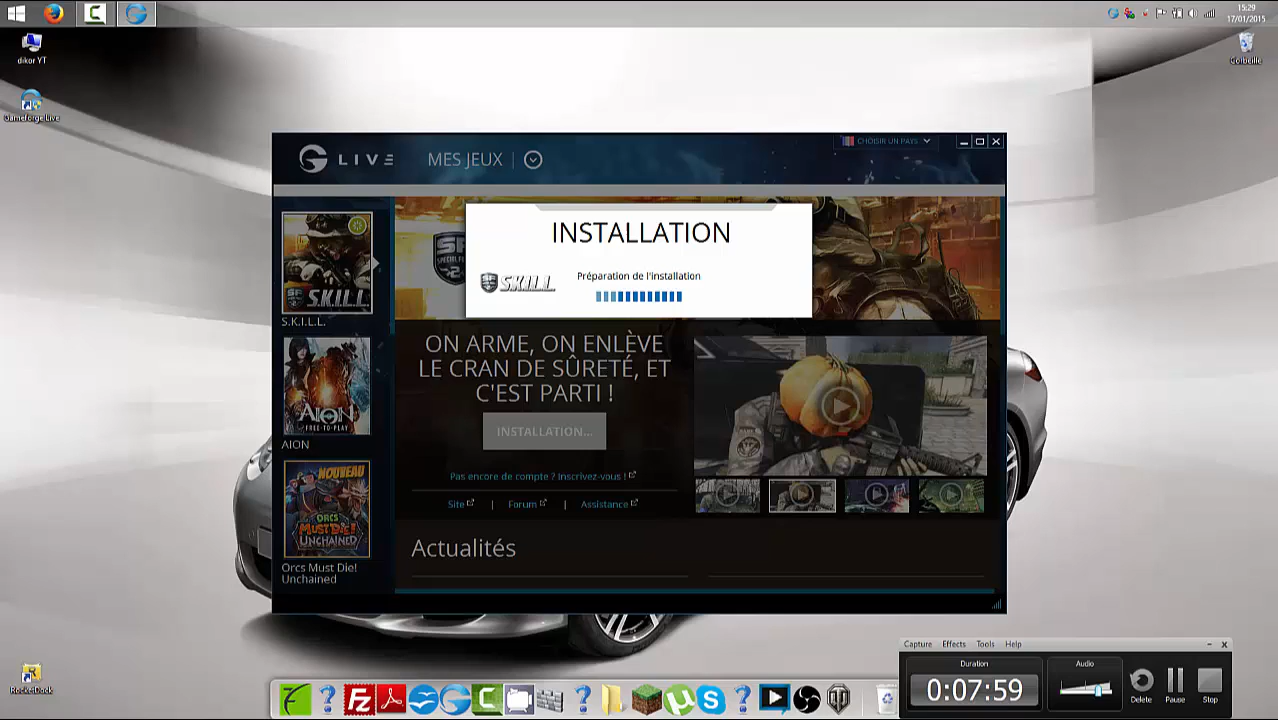 15:29
17/01/2015
dikor YT
Corbeille
Gameforge Live
LIVE
MES JEUX
CHOISIR UN PAYS
INSTALLATION
S.K.I.L.L.
Préparation de l'installation
S.K.I.L.L.
S.K.I.L.L.
ON ARME, ON ENLÈVE
LE CRAN DE SÛRETÉ, ET
C'EST PARTI !
INSTALLATION...
AION
FREE-TO-PLAY
AION
Pas encore de compte ? Inscrivez-vous !
Site | Forum | Assistance
NOUVEAU
ORCS
MUST DIE!
UNCHAINED
Orcs Must Die!
Unchained
Actualités
RocketDock
Capture Effects Tools Help
Duration
0:07:59
Audio
Delete
Pause
Stop